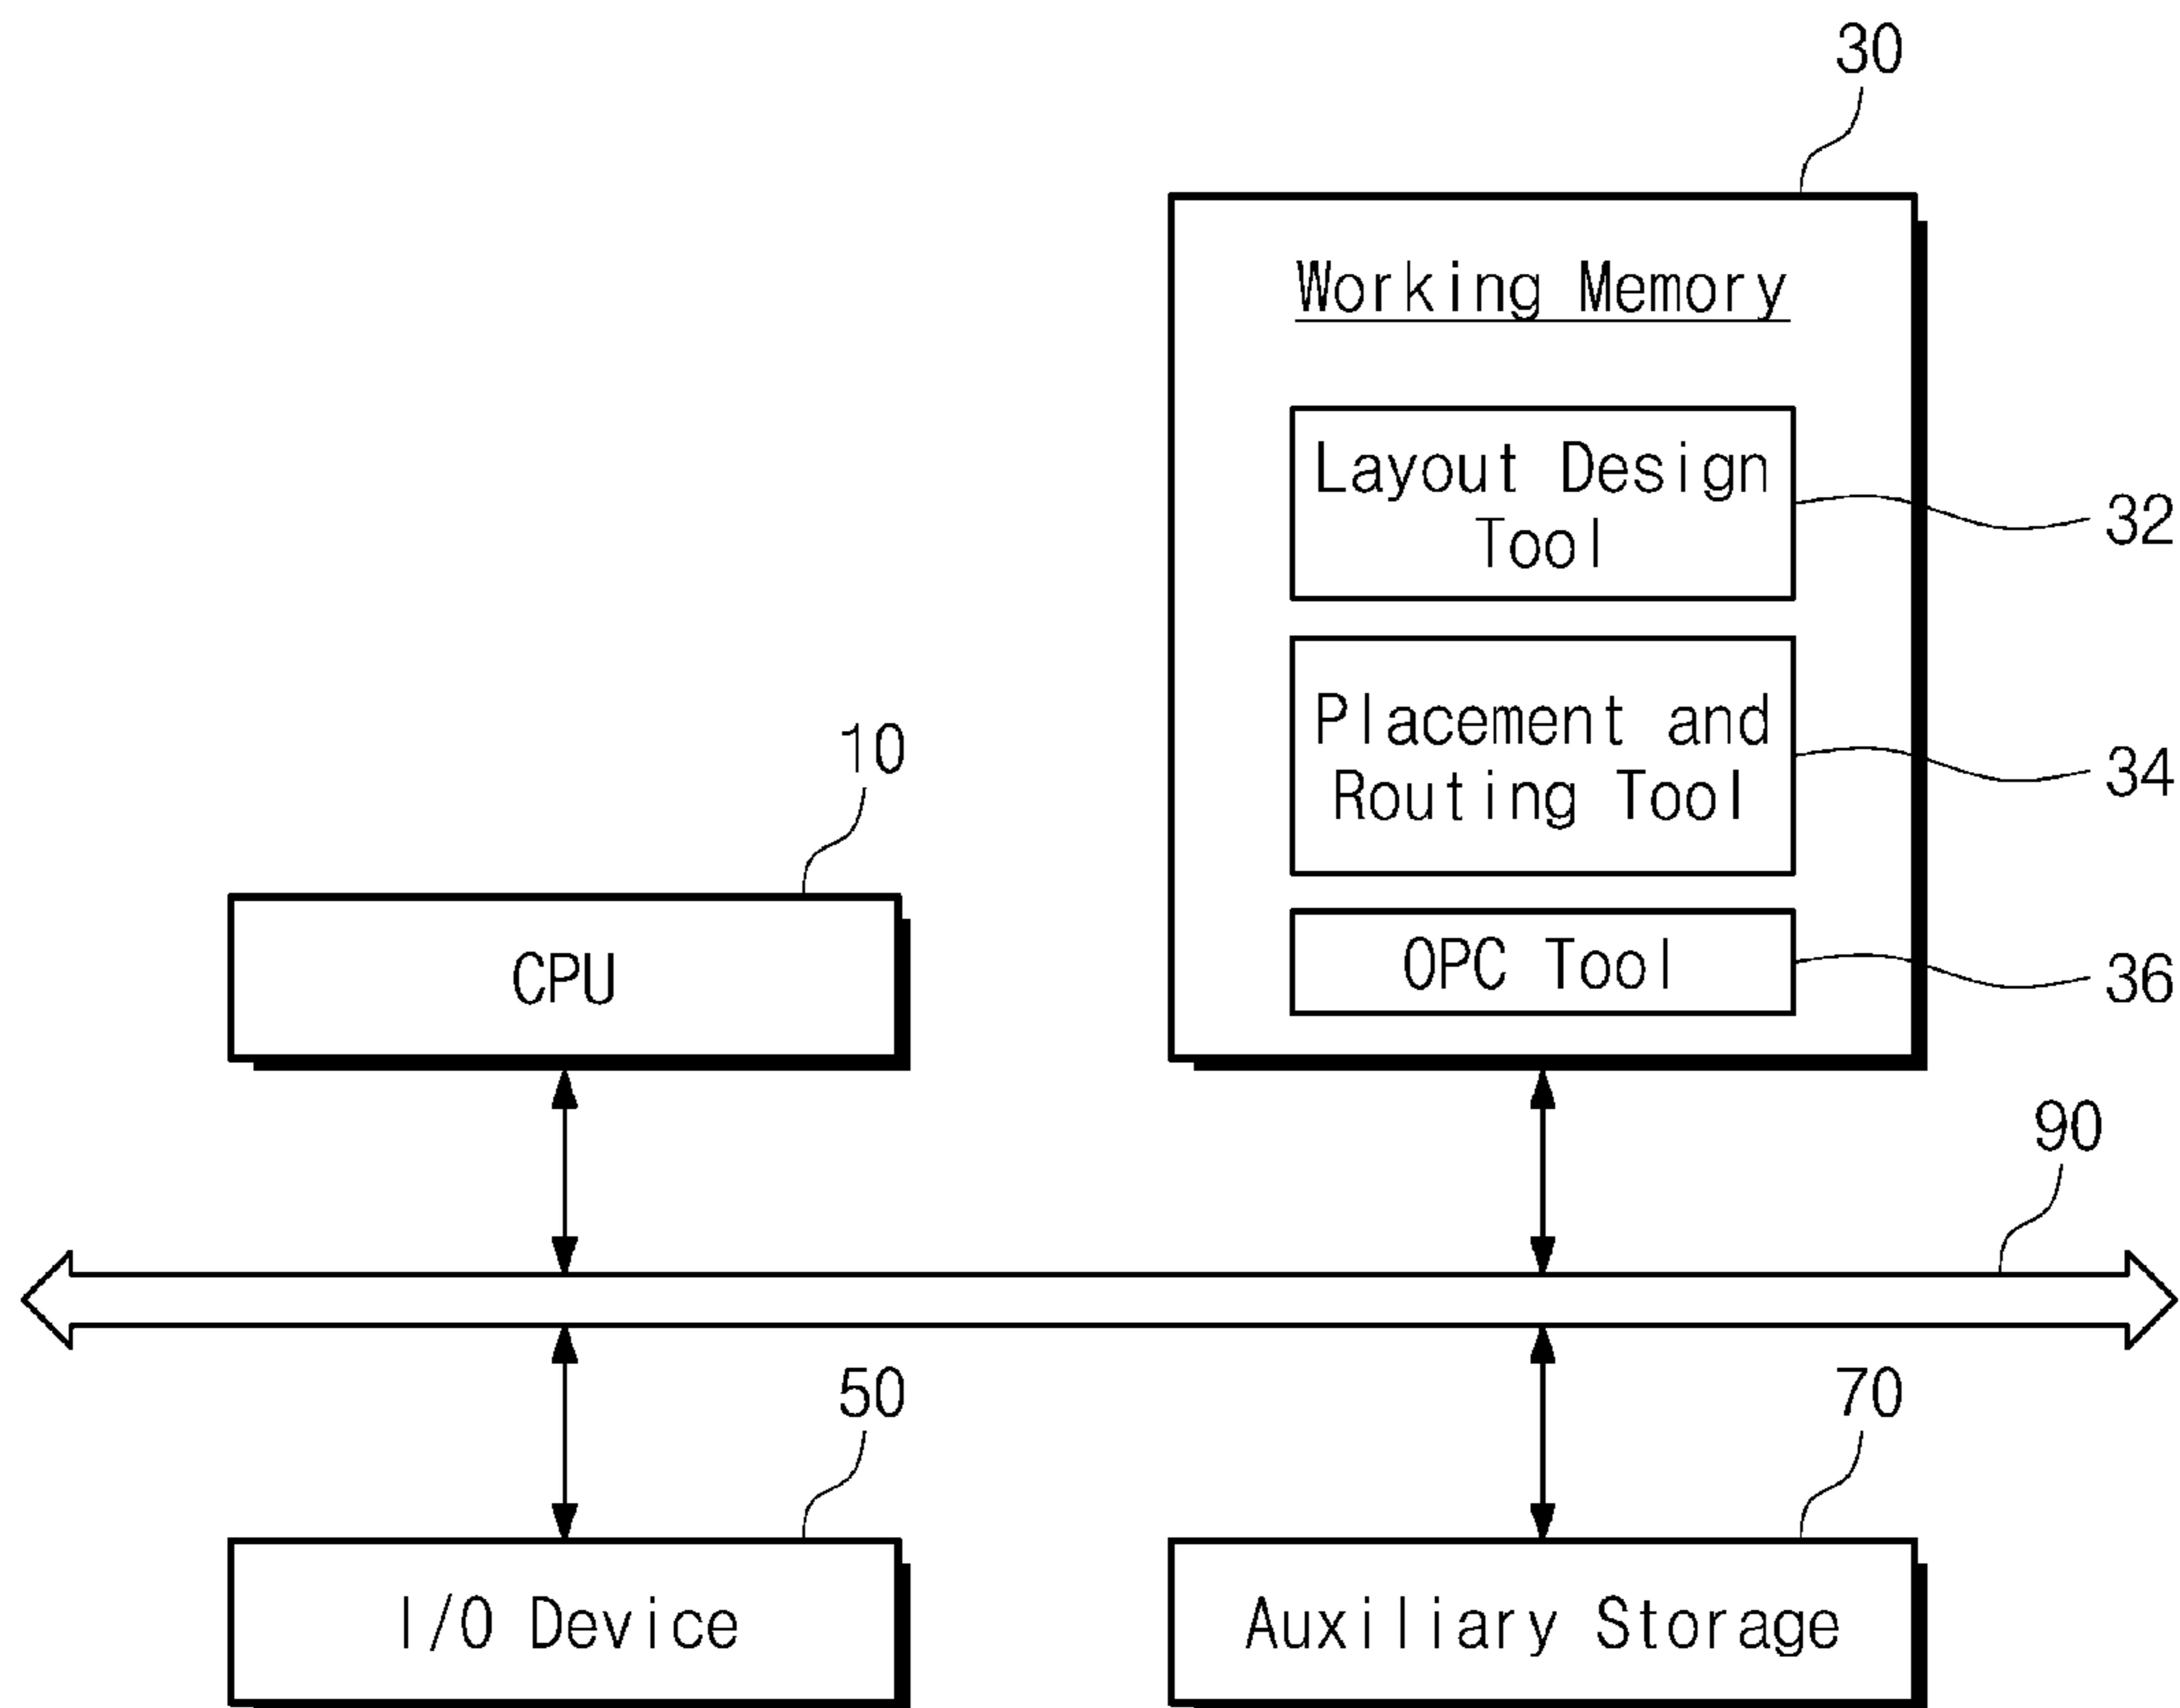 30
Working Memory
Layout Design
Tool
32
Placement and
Routing Tool
34
10
CPU
OPC Tool
36
90
50
70
I/O Device
Auxiliary Storage